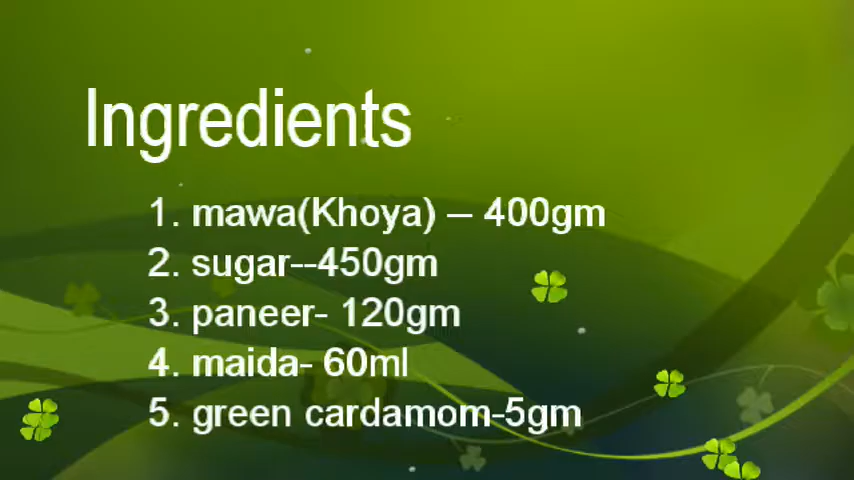 Ingredients
1. mawa(Khoya) – 400gm
2. sugar--450gm
3. paneer- 120gm
4. maida- 60ml
5. green cardamom-5gm